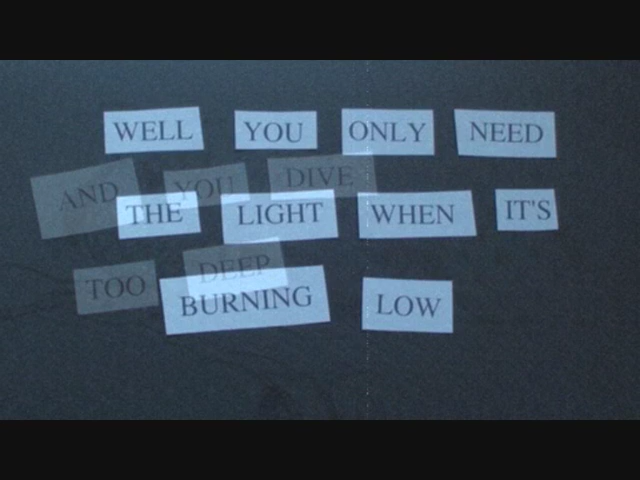 WELL YOU ONLY NEED
AND YOU DIVE
THE LIGHT WHEN IT'S
TOO DEEP
BURNING LOW